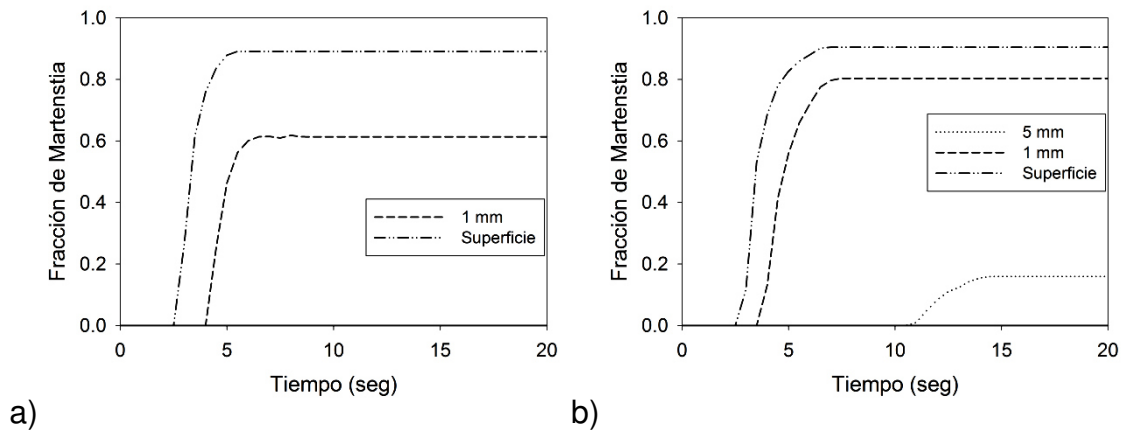 1.0
0.8
0.6
0.4
0.2
0.0
Fracción de Martenstia
1 mm
Superficie
0 5 10 15 20
Tiempo (seg)
a)
1.0
0.8
0.6
0.4
0.2
0.0
Fracción de Martenstia
5 mm
1 mm
Superficie
0 5 10 15 20
Tiempo (seg)
b)